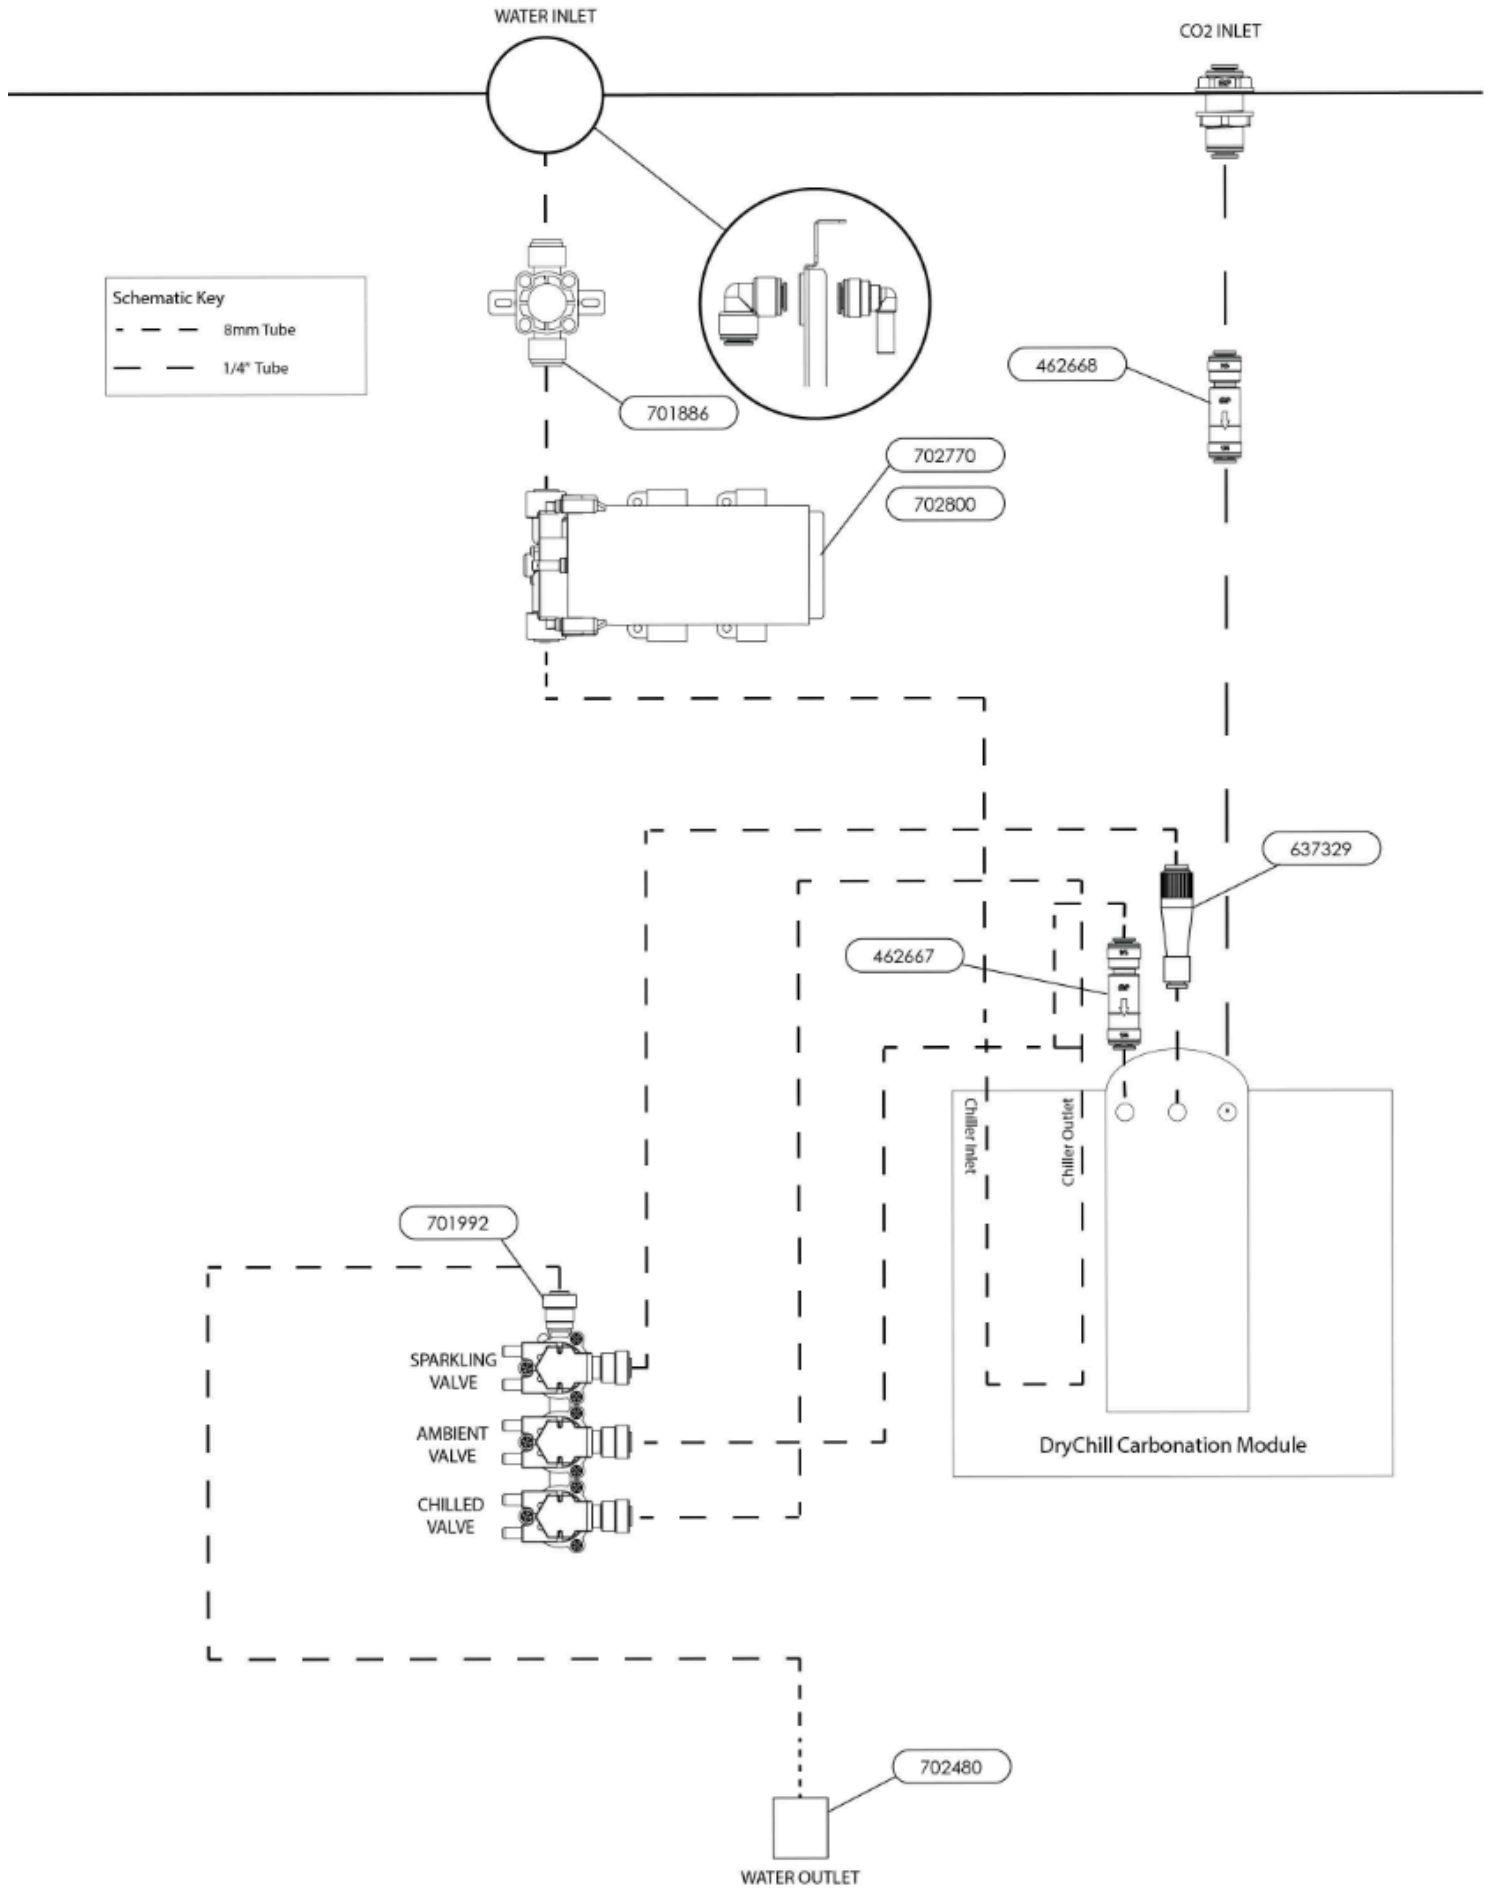 WATER INLET
CO2 INLET
Schematic Key
8mm Tube
1/4" Tube
462668
701886
702770
702800
637329
462667
Chiller Inlet
Chiller Outlet
701992
SPARKLING
VALVE
AMBIENT
VALVE
CHILLED
VALVE
DryChill Carbonation Module
702480
WATER OUTLET